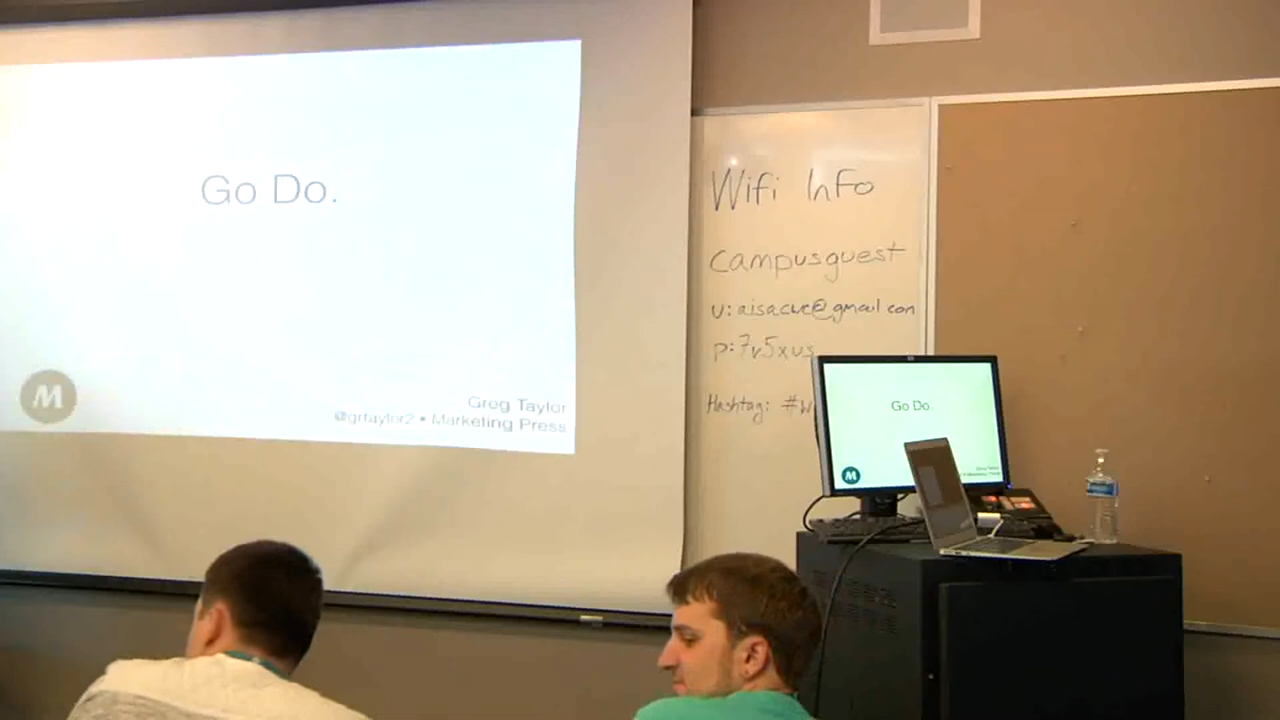 Go Do.
M
Greg Taylor
@grtaylor2 • Marketing Press
Wifi Info
campusguest
u: aisacwc@gmail.com
p: 7v5xus
Hashtag:
Go Do.
M